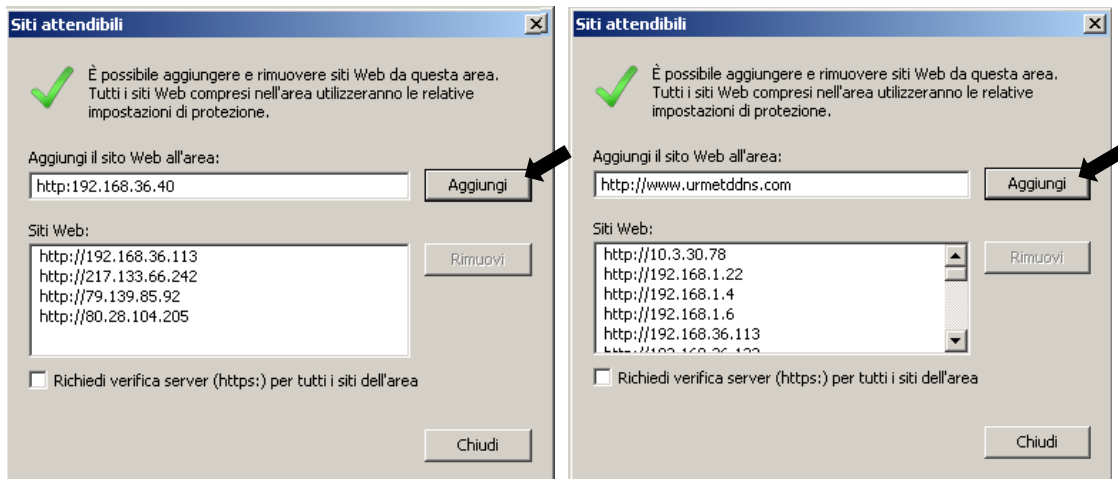 Siti attendibili
È possibile aggiungere e rimuovere siti Web da questa area.
Tutti i siti Web compresi nell'area utilizzeranno le relative
impostazioni di protezione.
Aggiungi il sito Web all'area:
http:192.168.36.40
Aggiungi
Siti Web:
http://192.168.36.113
http://217.133.66.242
http://79.139.85.92
http://80.28.104.205
Rimuovi
Richiedi verifica server (https:) per tutti i siti dell'area
Chiudi
Siti attendibili
È possibile aggiungere e rimuovere siti Web da questa area.
Tutti i siti Web compresi nell'area utilizzeranno le relative
impostazioni di protezione.
Aggiungi il sito Web all'area:
http://www.urmetddns.com
Aggiungi
Siti Web:
http://10.3.30.78
http://192.168.1.22
http://192.168.1.4
http://192.168.1.6
http://192.168.36.113
Rimuovi
Richiedi verifica server (https:) per tutti i siti dell'area
Chiudi